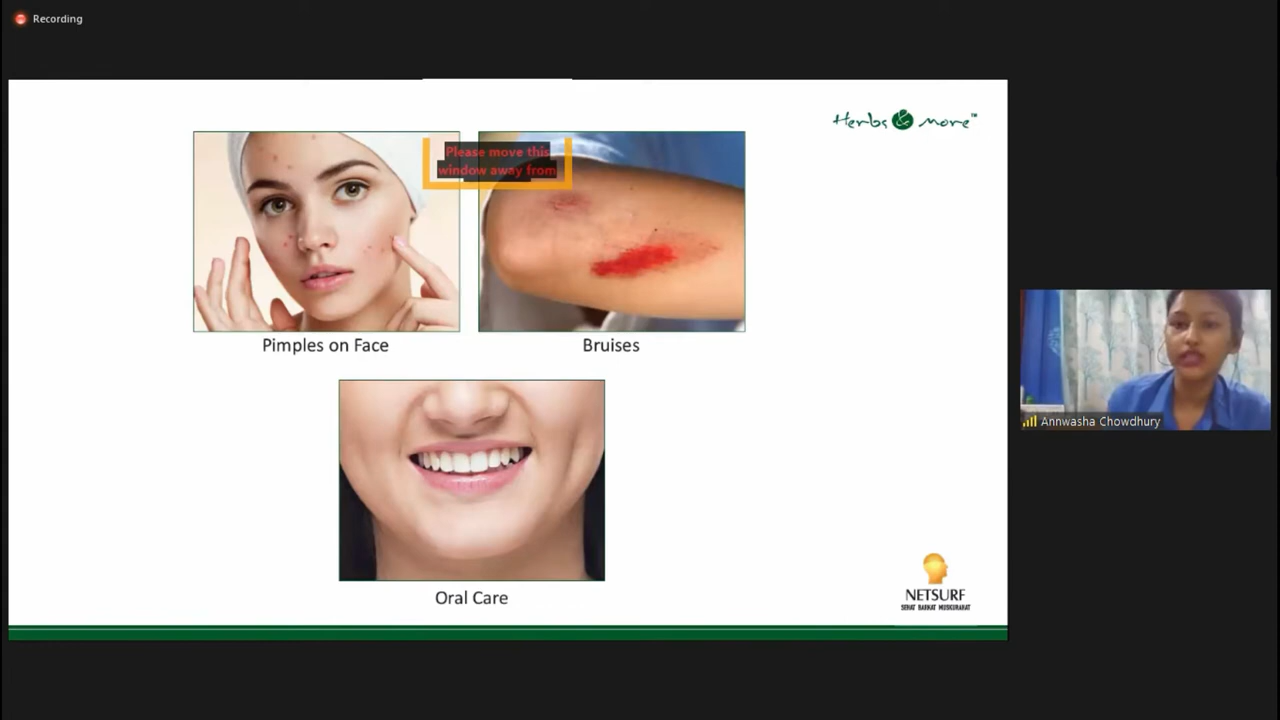 Recording
Herbs & More™
Please move this
window away from
Pimples on Face
Bruises
Annwasha Chowdhury
Oral Care
NETSURF
SEHAT BARKAT MUSKURAHAT